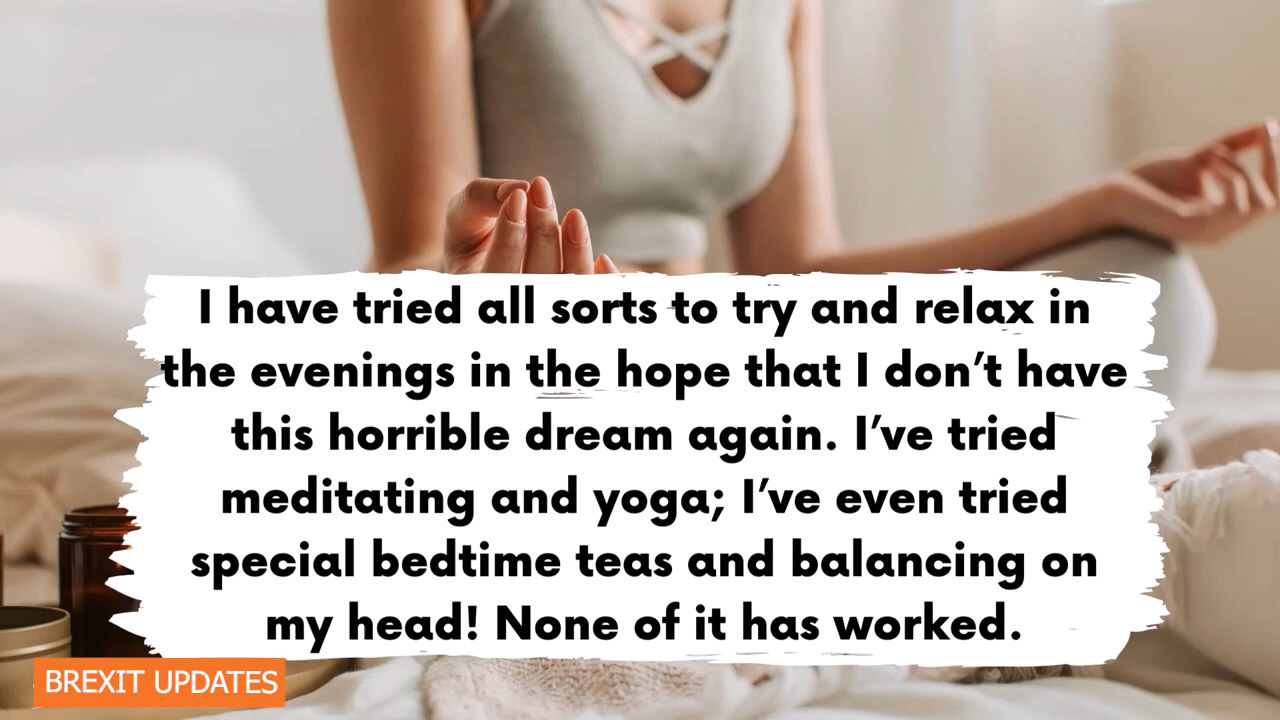 I have tried all sorts to try and relax in
the evenings in the hope that I don’t have
this horrible dream again. I’ve tried
meditating and yoga; I’ve even tried
special bedtime teas and balancing on
my head! None of it has worked.
BREXIT UPDATES